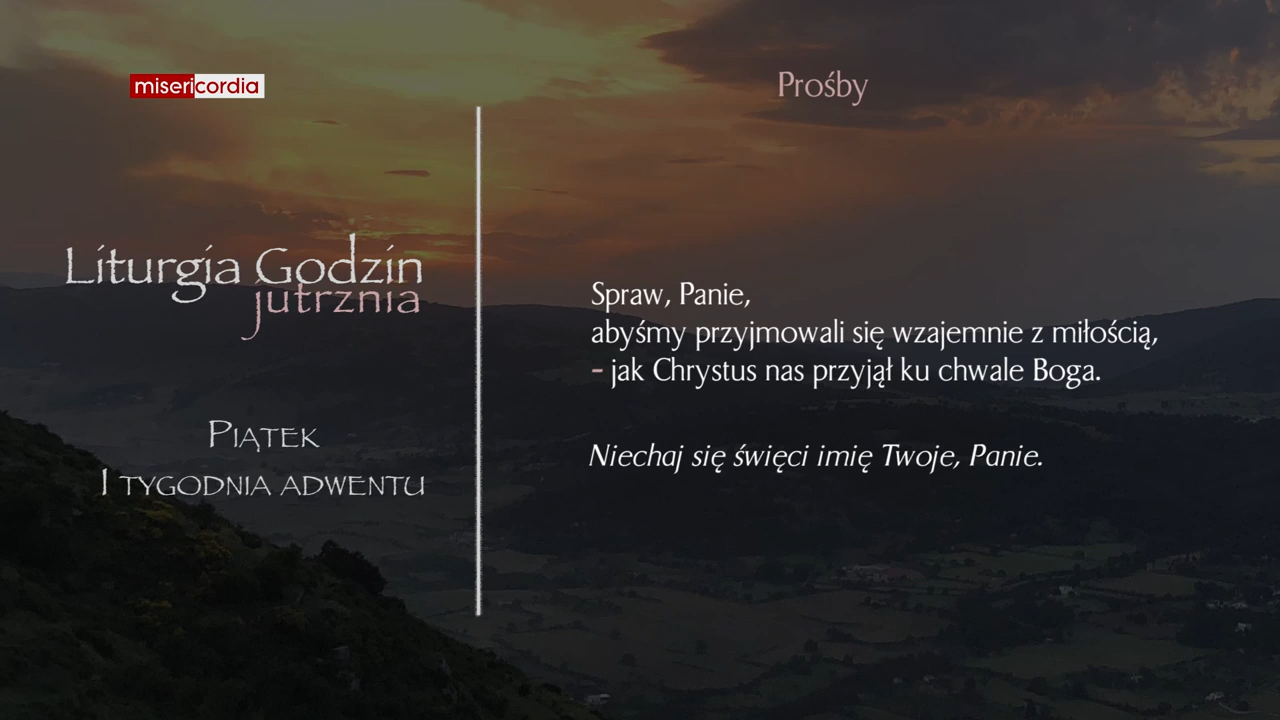 misericordia
Liturgia Godzin
jutrznia
Piątek
I tygodnia adwentu
Prośby
Spraw, Panie,
abyśmy przyjmowali się wzajemnie z miłością,
- jak Chrystus nas przyjął ku chwale Boga.
Niechaj się święci imię Twoje, Panie.